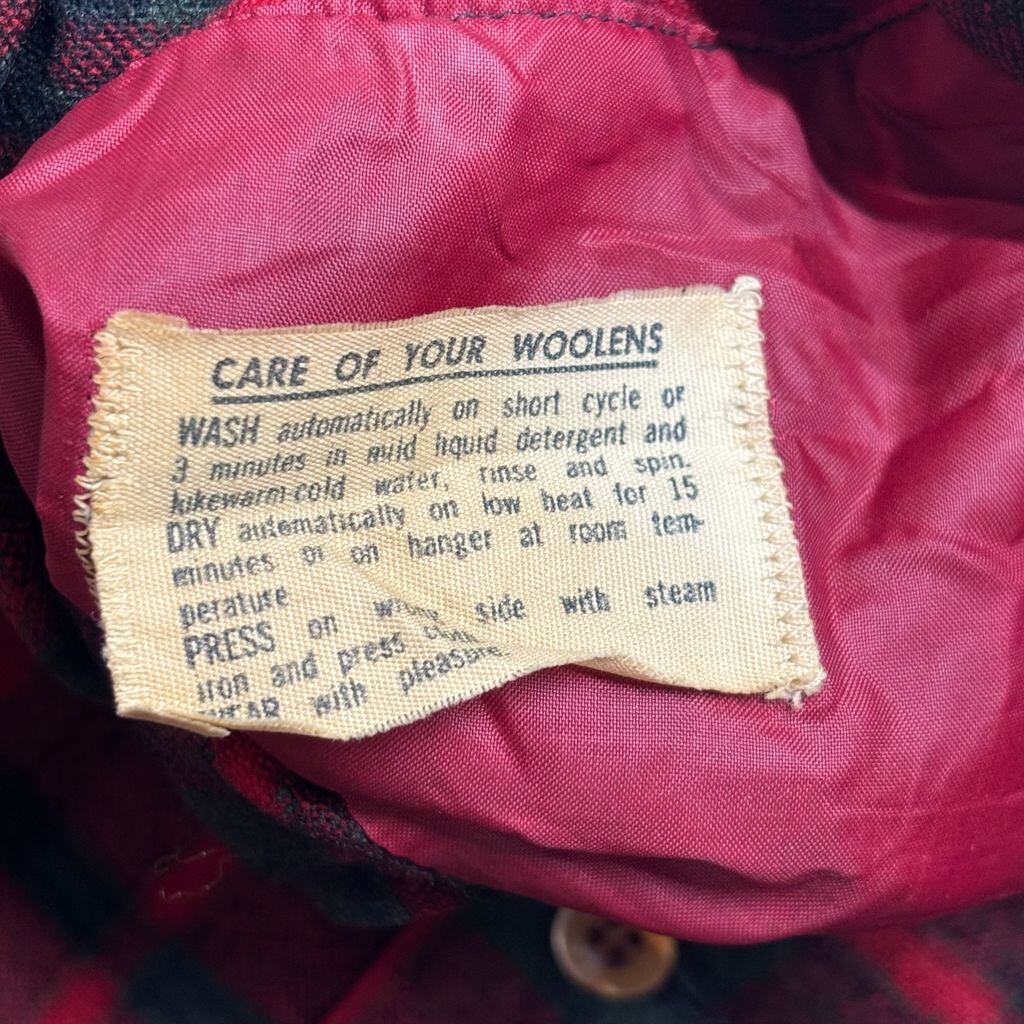 CARE OF YOUR WOOLENS
WASH automatically on short cycle or
3 minutes in mild liquid detergent and
lukewarm-cold water, rinse and spin.
DRY automatically on low heat for 15
minutes or on hanger at room tem-
perature
PRESS on side with steam
iron and press
WEAR with pleasure